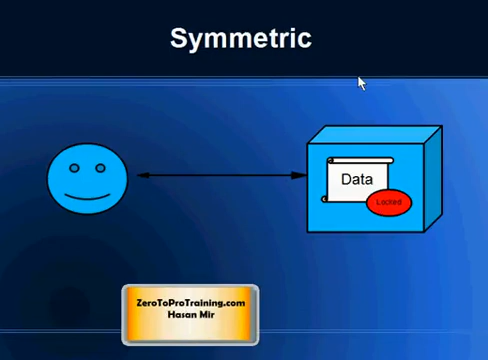 Symmetric
Data
Locked
ZeroToProTraining.com
Hasan Mir